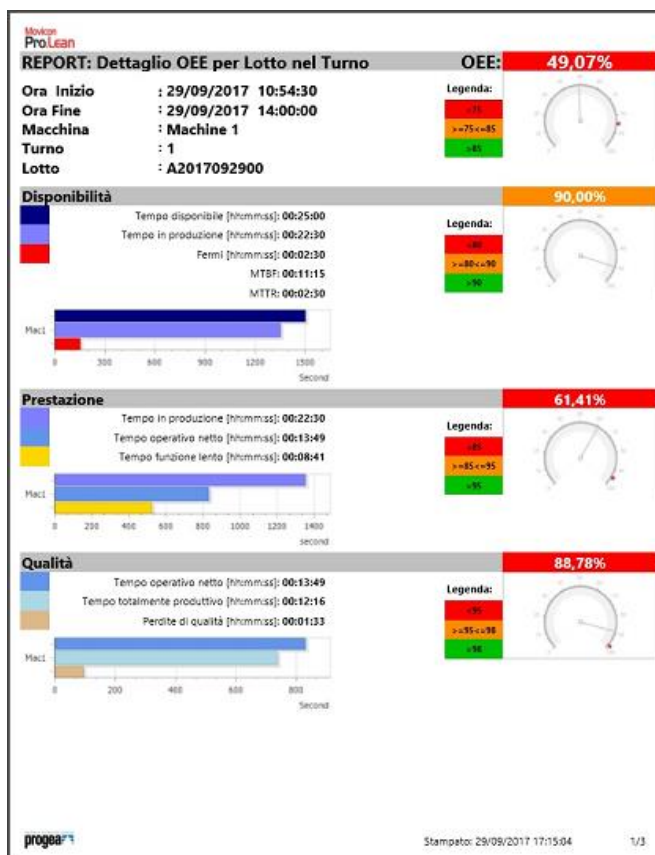 Movicon
Pro.Lean
REPORT: Dettaglio OEE per Lotto nel Turno OEE: 49,07%
Ora Inizio : 29/09/2017 10:54:30
Ora Fine : 29/09/2017 14:00:00
Macchina : Machine 1
Turno : 1
Lotto : A2017092900
Legenda:
<75
>=75<=85
>85
Disponibilità 90,00%
Tempo disponibile [hh:mm:ss]: 00:25:00
Tempo in produzione [hh:mm:ss]: 00:22:30
Fermi [hh:mm:ss]: 00:02:30
MTBF: 00:11:15
MTTR: 00:02:30
Legenda:
<80
>=80<=90
>90
Mac1
0 300 600 900 1200 1500
Second
Prestazione 61,41%
Tempo in produzione [hh:mm:ss]: 00:22:30
Tempo operativo netto [hh:mm:ss]: 00:13:49
Tempo funzione lento [hh:mm:ss]: 00:08:41
Legenda:
<85
>=85<=95
>95
Mac1
0 200 400 600 800 1000 1200 1400
second
Qualità 88,78%
Tempo operativo netto [hh:mm:ss]: 00:13:49
Tempo totalmente produttivo [hh:mm:ss]: 00:12:16
Perdite di qualità [hh:mm:ss]: 00:01:33
Legenda:
<95
>=95<=98
>98
Mac1
0 200 400 600 800
Second
progea
Stampato: 29/09/2017 17:15:04 1/3